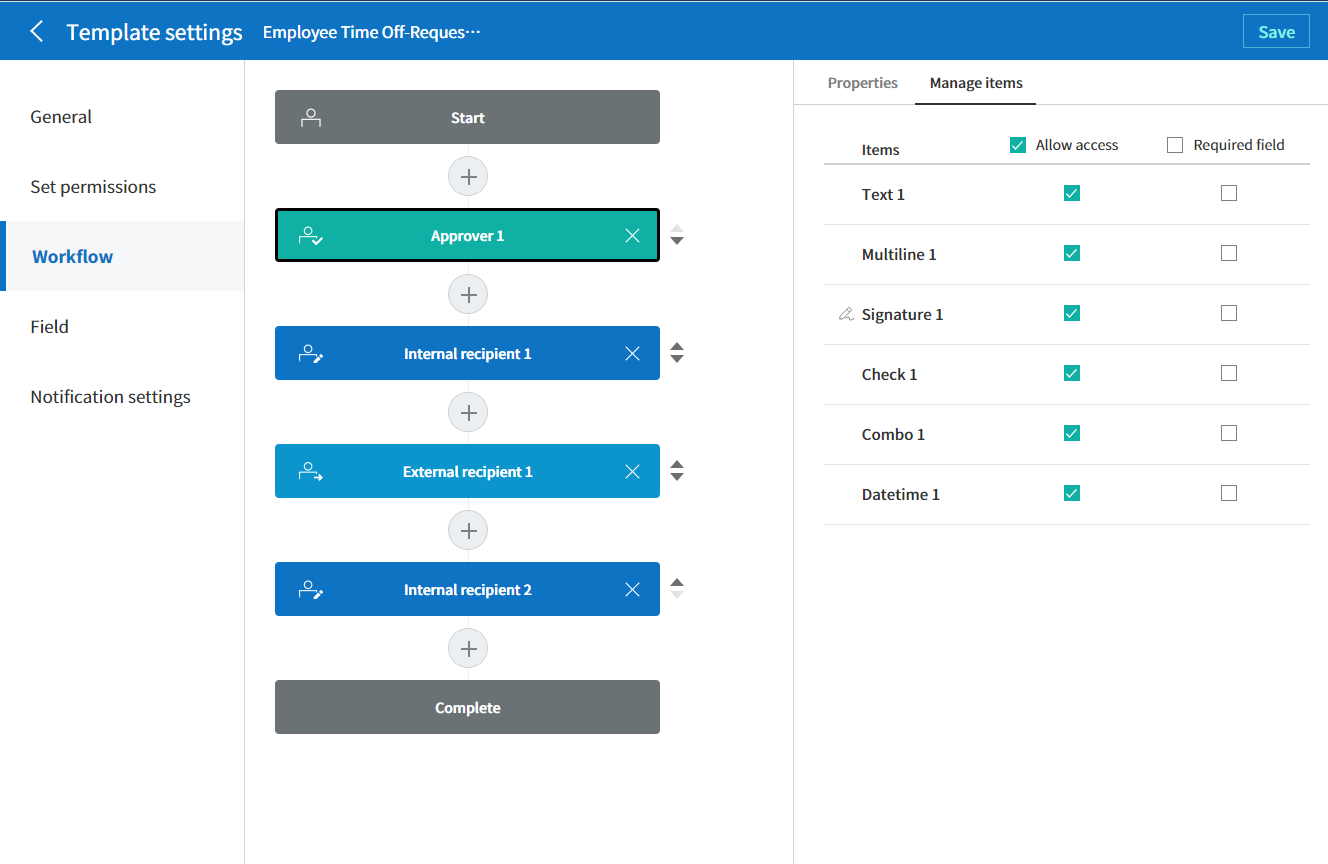 Template settings Employee Time Off-Reques…
Save
General
Set permissions
Workflow
Field
Notification settings
Start
Approver 1
Internal recipient 1
External recipient 1
Internal recipient 2
Complete
Properties Manage items
Items Allow access Required field
Text 1
Multiline 1
Signature 1
Check 1
Combo 1
Datetime 1